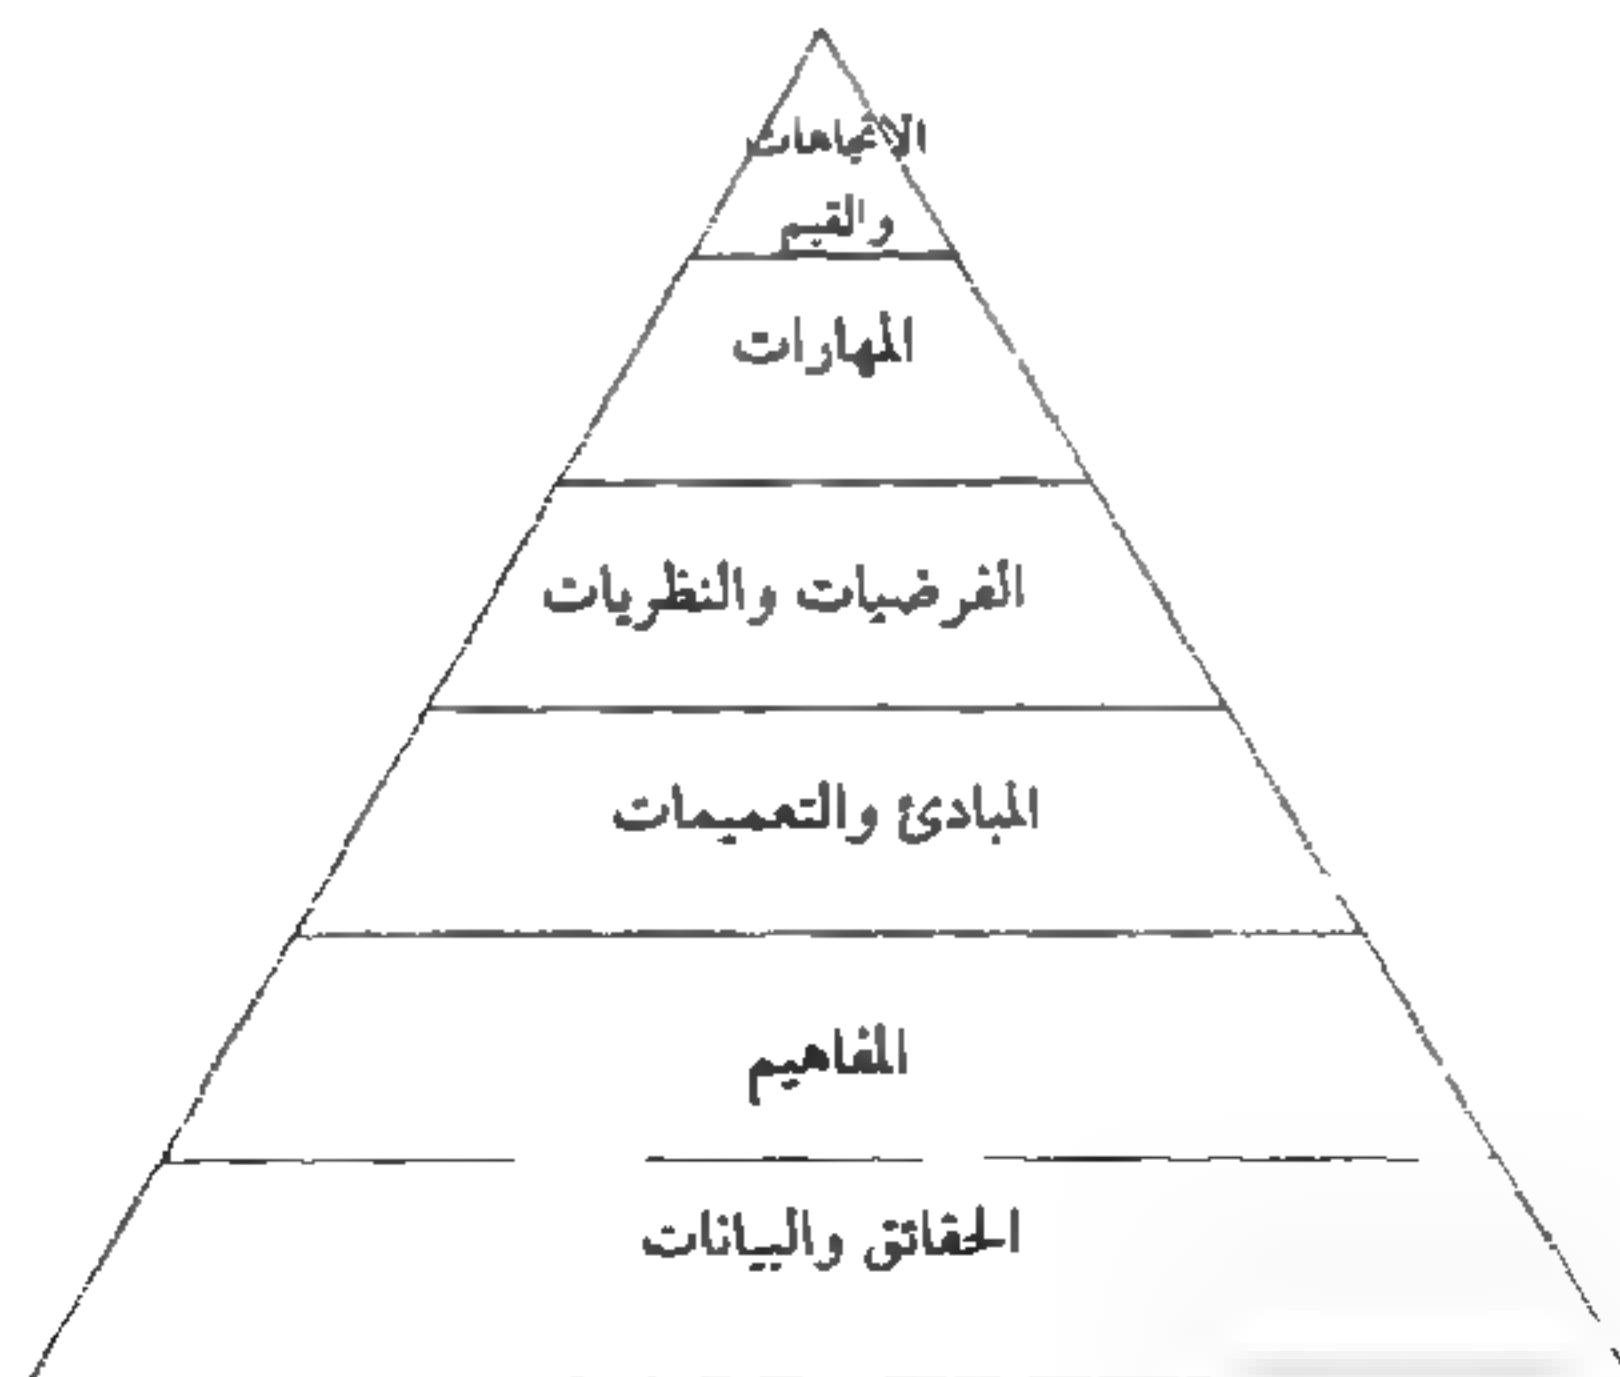 الاتجاهات
والقيم
المهارات
الفرضيات والنظريات
المبادئ والتعميمات
المفاهيم
الحقائق والبيانات